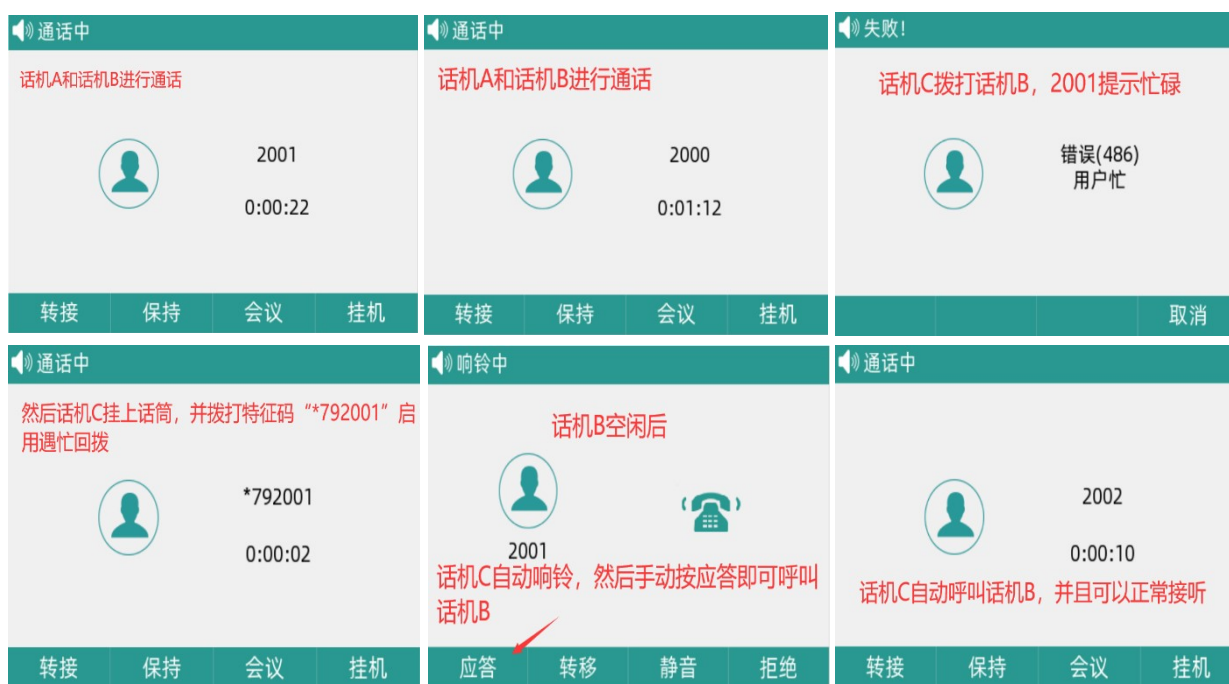 通话中
话机A和话机B进行通话
2001
0:00:22
转接 保持 会议 挂机
通话中
话机A和话机B进行通话
2000
0:01:12
转接 保持 会议 挂机
失败！
话机C拨打话机B，2001提示忙碌
错误(486)
用户忙
取消
通话中
然后话机C挂上话筒，并拨打特征码“*792001”启
用遇忙回拨
*792001
0:00:02
转接 保持 会议 挂机
响铃中
话机B空闲后
2001
话机C自动响铃，然后手动按应答即可呼叫
话机B
应答 转移 静音 拒绝
通话中
2002
0:00:10
话机C自动呼叫话机B，并且可以正常接听
转接 保持 会议 挂机